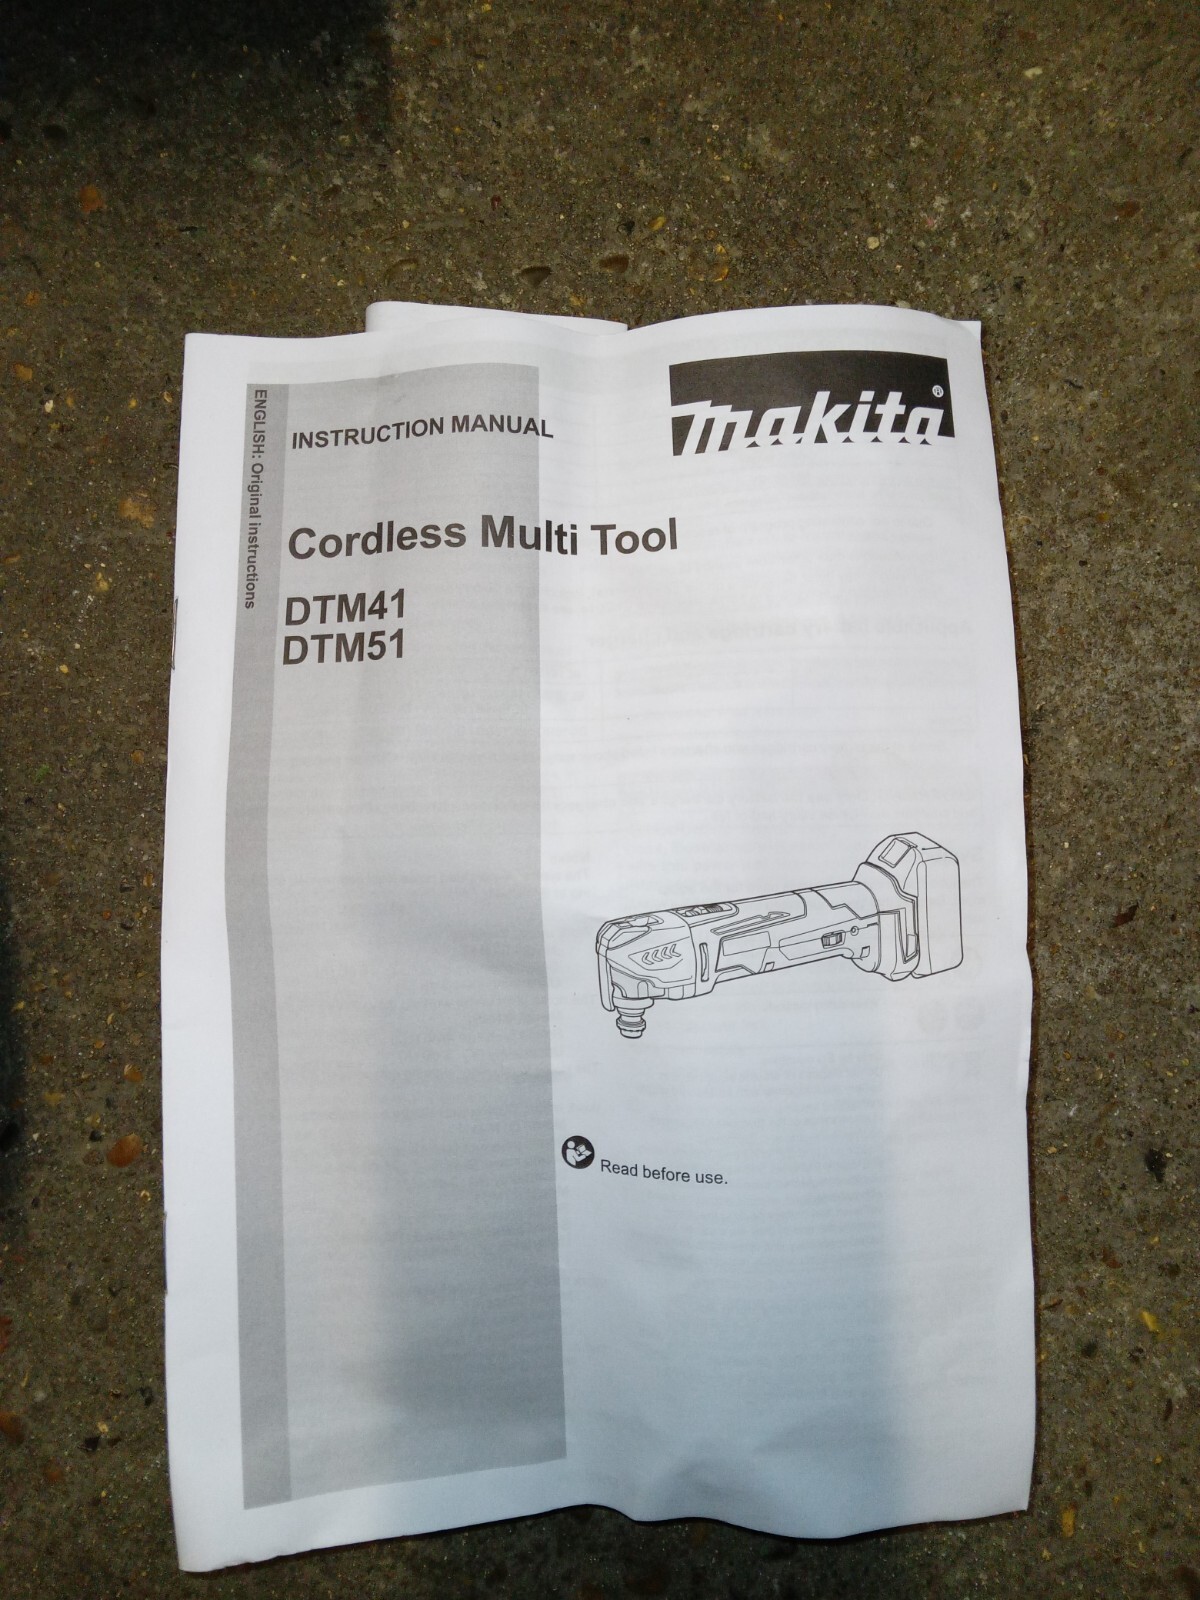 ENGLISH: Original instructions
INSTRUCTION MANUAL
makita®
Cordless Multi Tool
DTM41
DTM51
Read before use.